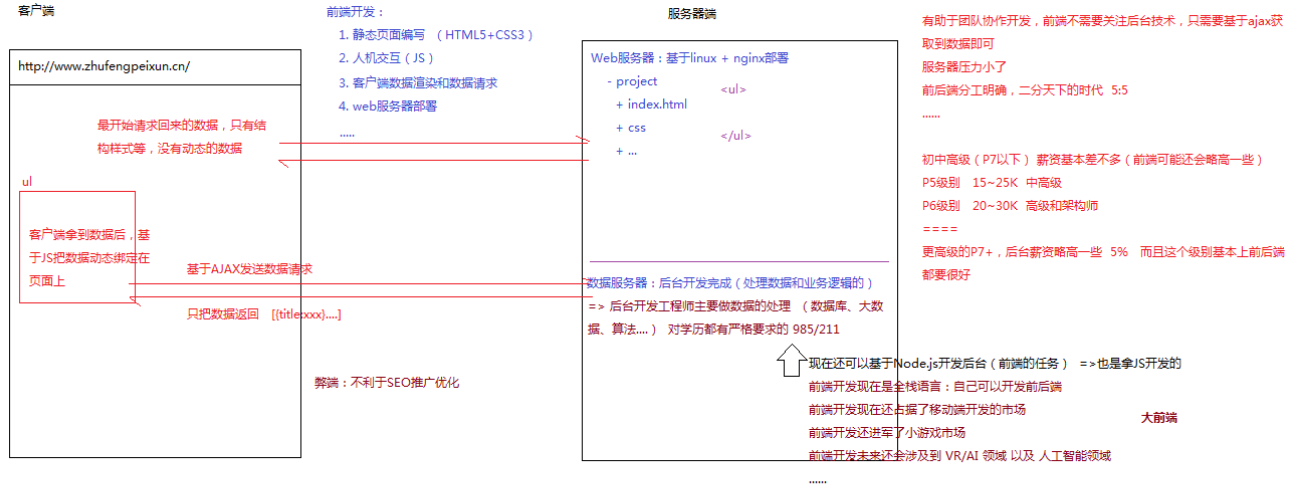 客户端
http://www.zhufengpeixun.cn/
最开始请求回来的数据，只有结
构样式等，没有动态的数据
ul
客户端拿到数据后，基
于JS把数据动态绑定在
页面上
前端开发：
1. 静态页面编写 （HTML5+CSS3）
2. 人机交互（JS）
3. 客户端数据渲染和数据请求
4. web服务器部署
.....
基于AJAX发送数据请求
只把数据返回 [{title:xxx}....]
弊端：不利于SEO推广优化
服务器端
Web服务器：基于linux + nginx部署
- project
+ index.html
+ css
+ ...
<ul>
</ul>
数据服务器：后台开发完成（处理数据和业务逻辑的）
=> 后台开发工程师主要做数据的处理 （数据库、大数
据、算法....） 对学历都有严格要求的 985/211
有助于团队协作开发，前端不需要关注后台技术，只需要基于ajax获
取到数据即可
服务器压力小了
前后端分工明确，二分天下的时代 5:5
......
初中高级（P7以下） 薪资基本差不多（前端可能还会略高一些）
P5级别 15~25K 中高级
P6级别 20~30K 高级和架构师
====
更高级的P7+，后台薪资略高一些 5% 而且这个级别基本上前后端
都要很好
现在还可以基于Node.js开发后台（前端的任务） =>也是拿JS开发的
前端开发现在是全栈语言：自己可以开发前后端
前端开发现在还占据了移动端开发的市场
前端开发还进军了小游戏市场
前端开发未来还会涉及到 VR/AI 领域 以及 人工智能领域
......
大前端